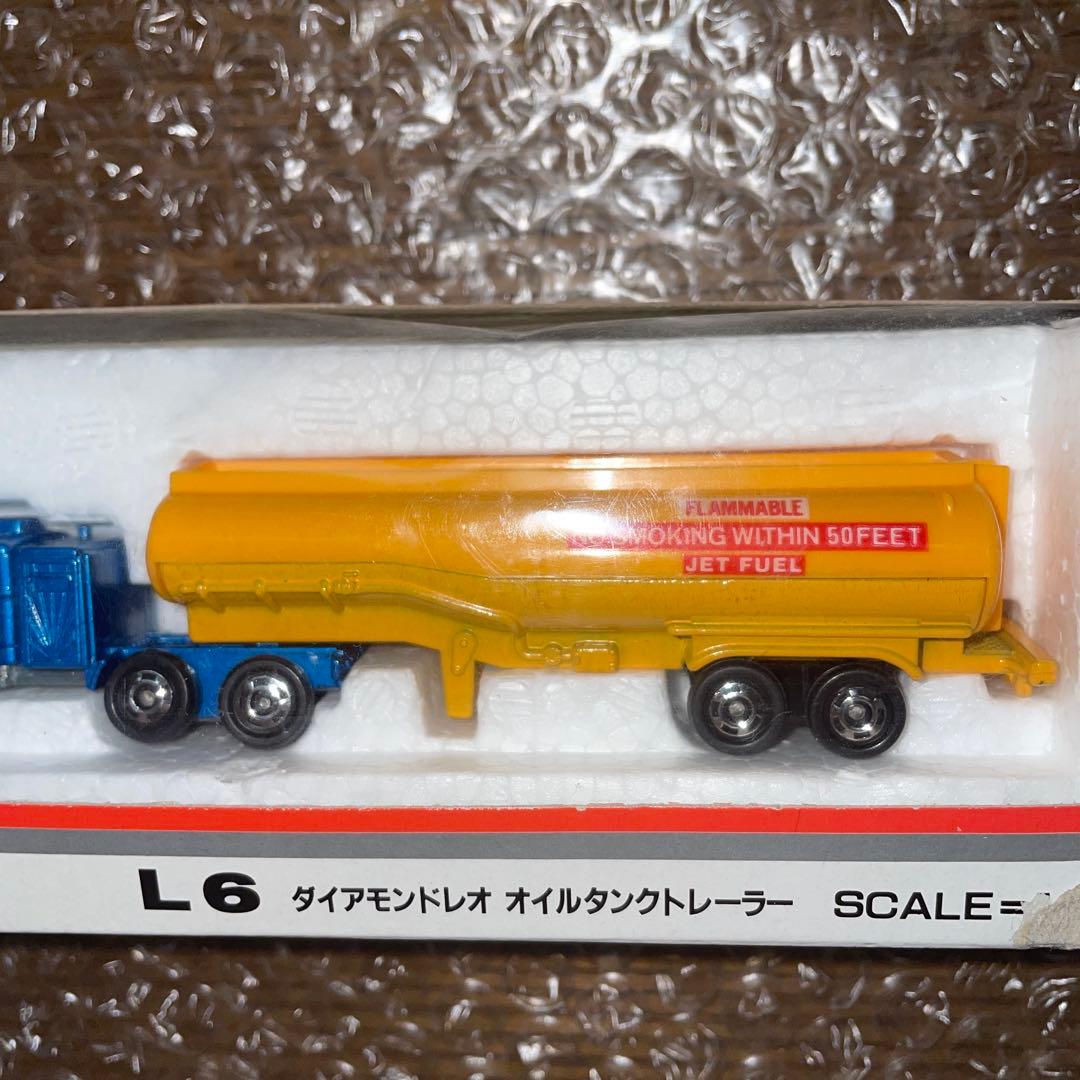 FLAMMABLE
SMOKING WITHIN 50FEET
JET FUEL
L6 ダイアモンドレオ オイルタンクトレーラー SCALE=